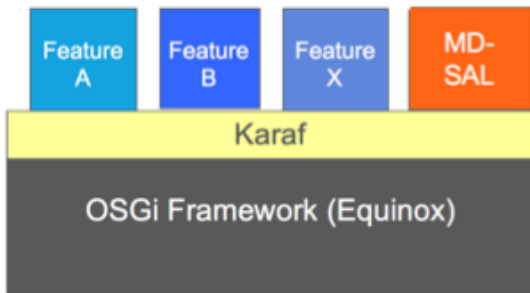 Feature
A
Feature
B
Feature
X
MD-
SAL
Karaf
OSGi Framework (Equinox)